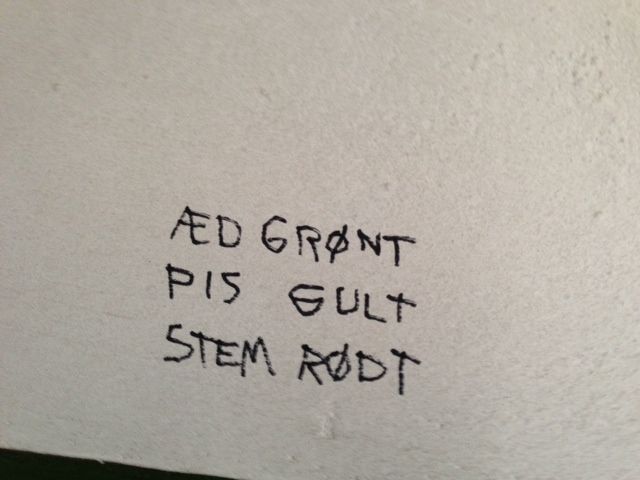 ÆD GRØNT
PIS GULT
STEM RØDT